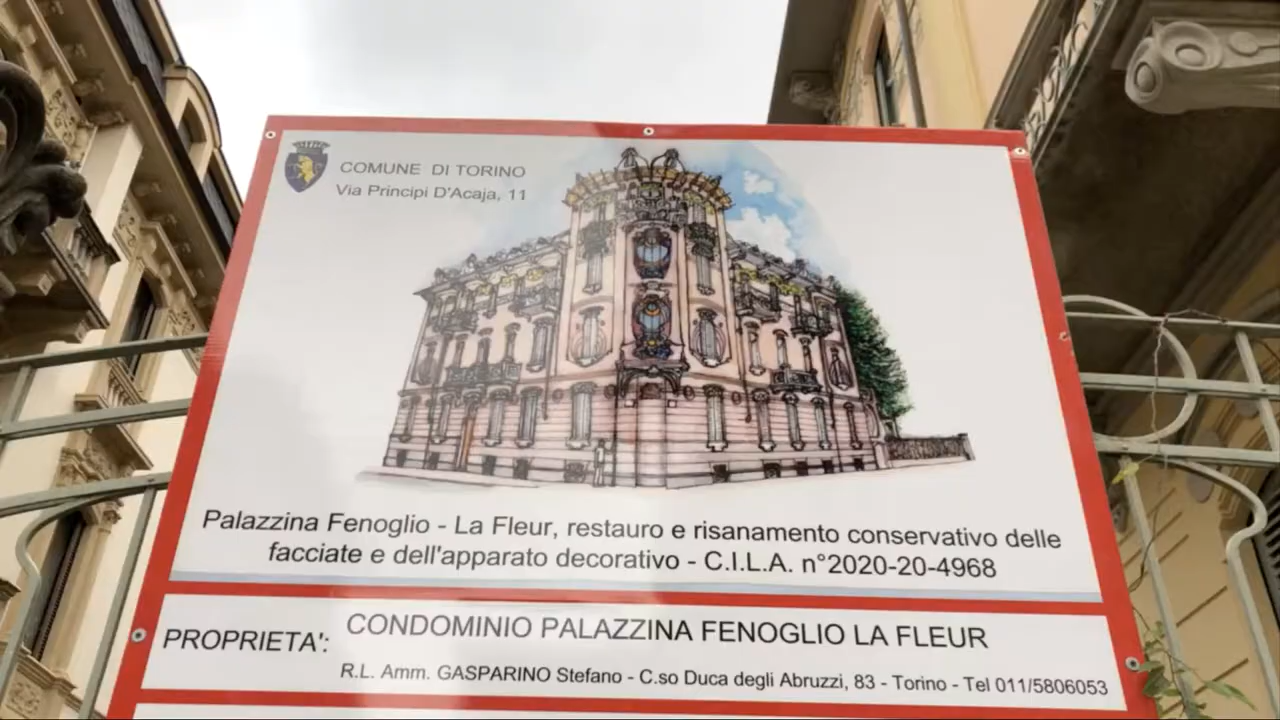 COMUNE DI TORINO
Via Principi D'Acaja, 11
Palazzina Fenoglio - La Fleur, restauro e risanamento conservativo delle
facciate e dell'apparato decorativo - C.I.L.A. n°2020-20-4968
PROPRIETA': CONDOMINIO PALAZZINA FENOGLIO LA FLEUR
R.L. Amm. GASPARINO Stefano - C.so Duca degli Abruzzi, 83 - Torino - Tel 011/5806053